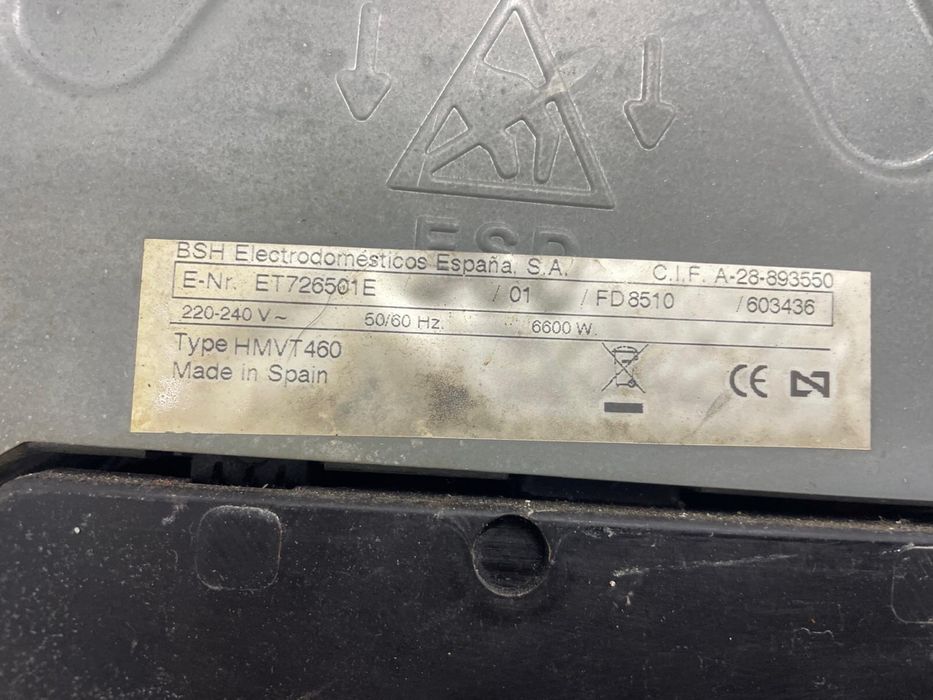 ESD
BSH Electrodomésticos España, S.A. C.I.F. A-28-893550
E-Nr. ET726501E / 01 / FD 8510 / 603436
220-240 V ~ 50/60 Hz. 6600 W.
Type HMVT460
Made in Spain
CE